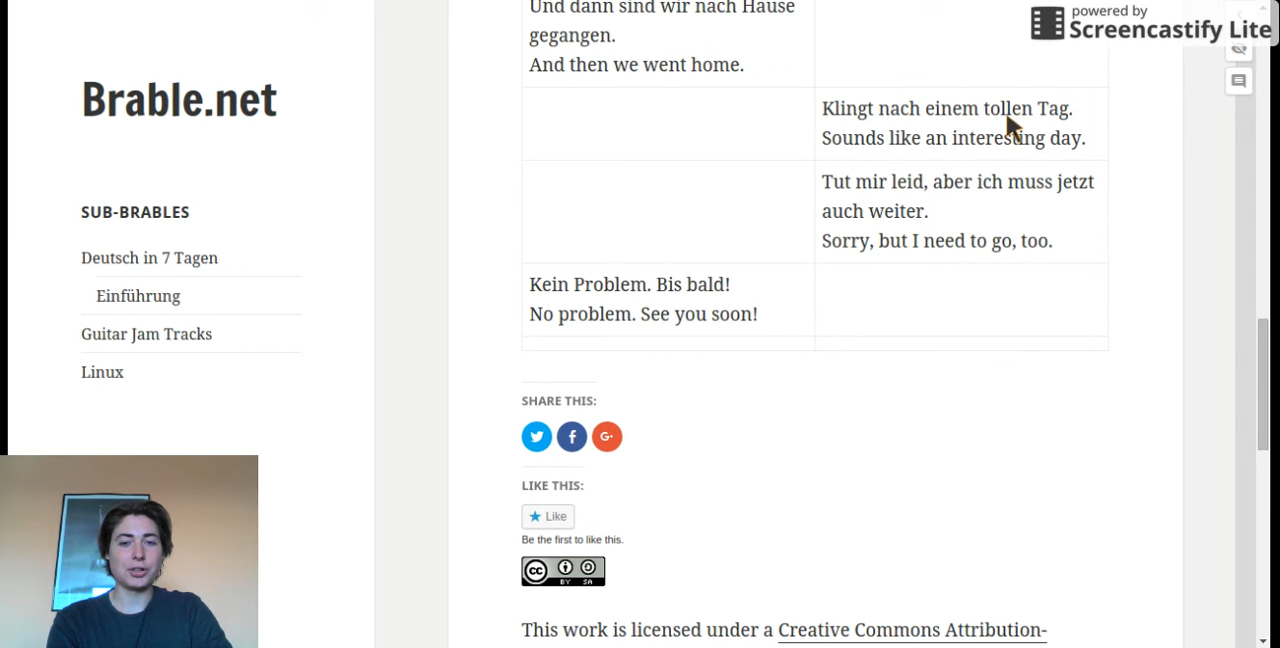 Und dann sind wir nach Hause
gegangen.
And then we went home.
powered by
Screencastify Lite
Brable.net
Klingt nach einem tollen Tag.
Sounds like an interesting day.
SUB-BRABLES
Tut mir leid, aber ich muss jetzt
auch weiter.
Sorry, but I need to go, too.
Deutsch in 7 Tagen
Einführung
Guitar Jam Tracks
Linux
Kein Problem. Bis bald!
No problem. See you soon!
SHARE THIS:
G+
LIKE THIS:
Like
Be the first to like this.
cc
BY SA
This work is licensed under a Creative Commons Attribution-